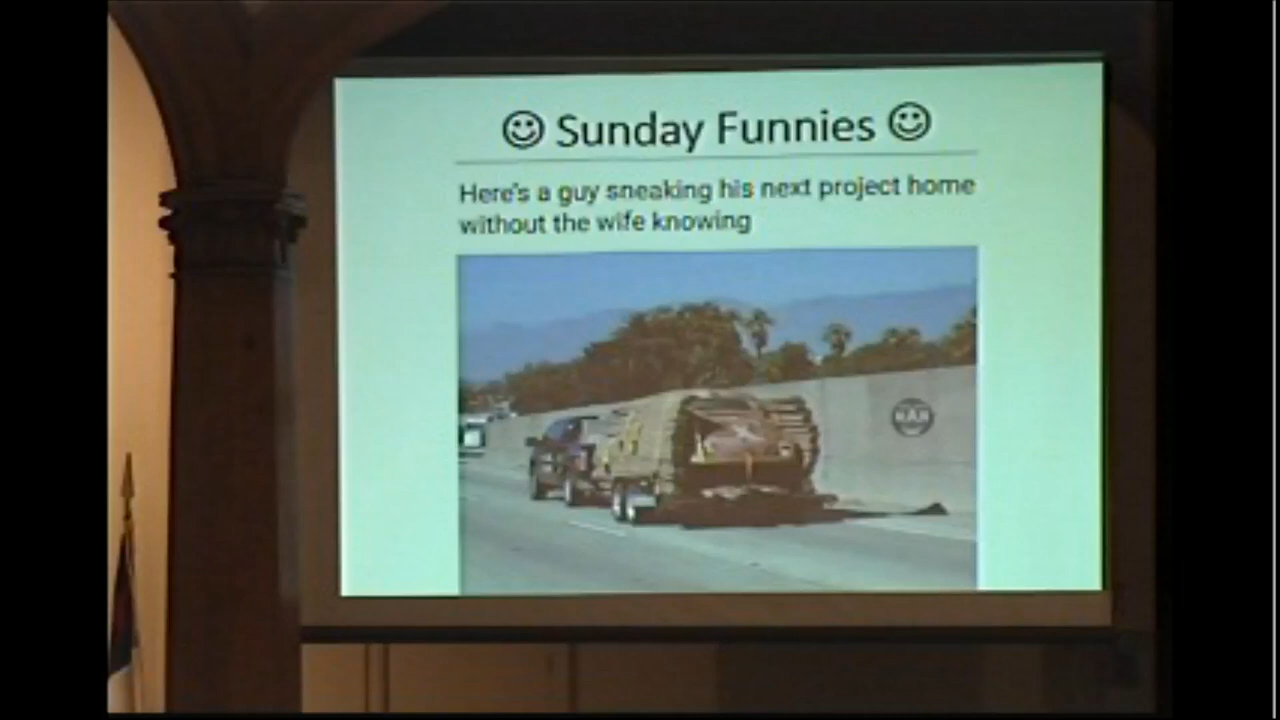 ☺ Sunday Funnies ☺
Here's a guy sneaking his next project home
without the wife knowing